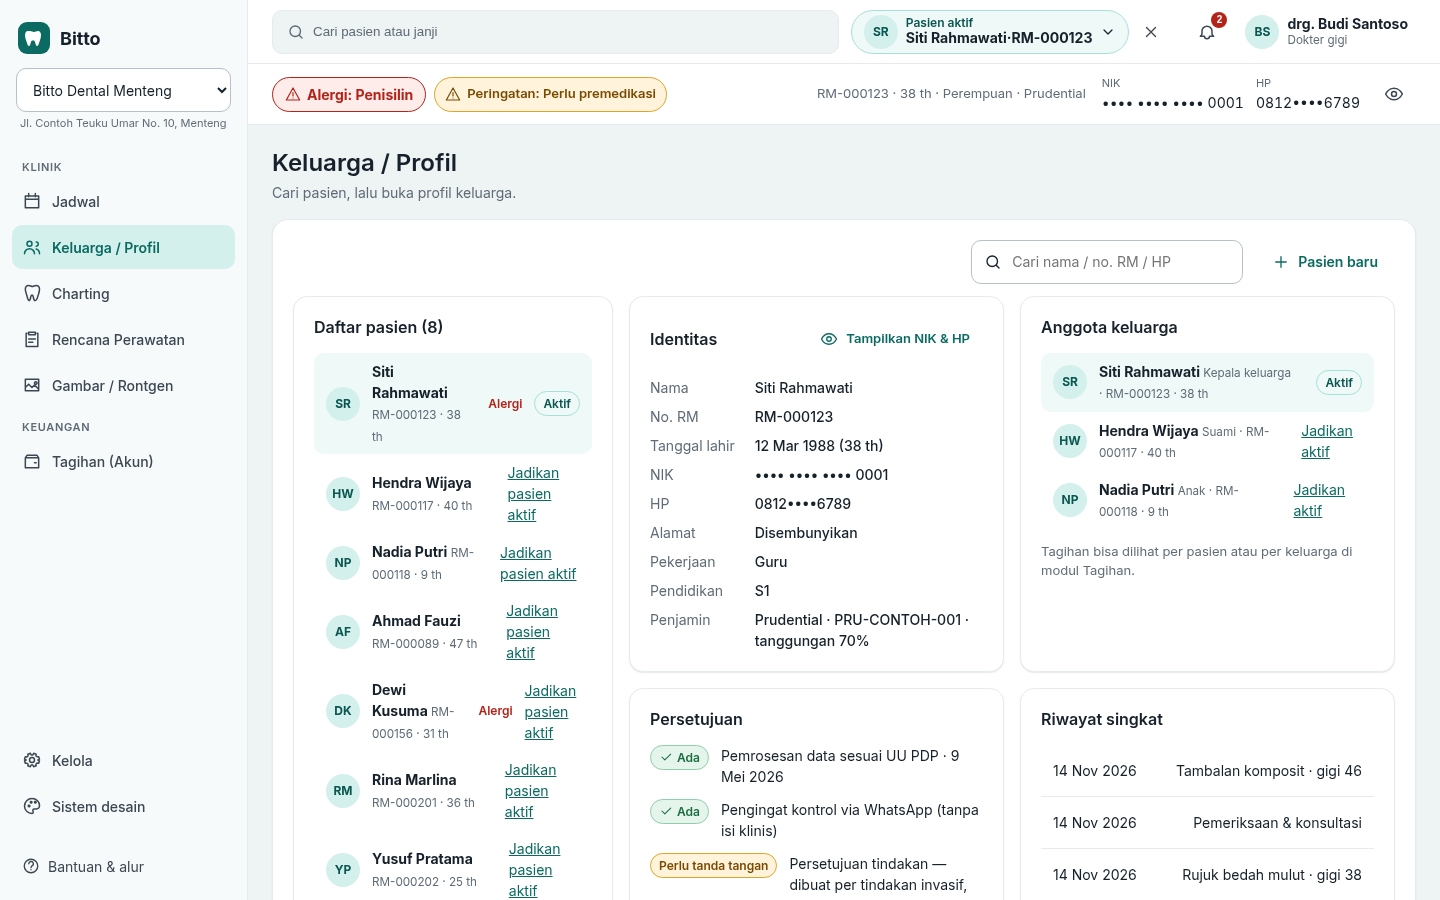 Bitto
Bitto Dental Menteng
Jl. Contoh Teuku Umar No. 10, Menteng
KLINIK
Jadwal
Keluarga / Profil
Charting
Rencana Perawatan
Gambar / Rontgen
KEUANGAN
Tagihan (Akun)
Kelola
Sistem desain
Bantuan & alur
Cari pasien atau janji
SR
Pasien aktif
Siti Rahmawati·RM-000123
2
BS
drg. Budi Santoso
Dokter gigi
Alergi: Penisilin
Peringatan: Perlu premedikasi
RM-000123 · 38 th · Perempuan · Prudential
NIK
•••• •••• •••• 0001
HP
0812••••6789
Keluarga / Profil
Cari pasien, lalu buka profil keluarga.
Cari nama / no. RM / HP
Pasien baru
Daftar pasien (8)
SR
Siti
Rahmawati
RM-000123 · 38
th
Alergi
Aktif
HW
Hendra Wijaya
RM-000117 · 40 th
Jadikan
pasien
aktif
NP
Nadia Putri RM-
000118 · 9 th
Jadikan
pasien aktif
AF
Ahmad Fauzi
RM-000089 · 47 th
Jadikan
pasien
aktif
DK
Dewi
Kusuma RM-
000156 · 31 th
Alergi
Jadikan
pasien
aktif
RM
Rina Marlina
RM-000201 · 36 th
Jadikan
pasien
aktif
YP
Yusuf Pratama
RM-000202 · 25 th
Jadikan
pasien
aktif
Identitas
Tampilkan NIK & HP
Nama Siti Rahmawati
No. RM RM-000123
Tanggal lahir 12 Mar 1988 (38 th)
NIK •••• •••• •••• 0001
HP 0812••••6789
Alamat Disembunyikan
Pekerjaan Guru
Pendidikan S1
Penjamin Prudential · PRU-CONTOH-001 ·
tanggungan 70%
Anggota keluarga
SR
Siti Rahmawati Kepala keluarga
· RM-000123 · 38 th
Aktif
HW
Hendra Wijaya Suami · RM-
000117 · 40 th
Jadikan
aktif
NP
Nadia Putri Anak · RM-
000118 · 9 th
Jadikan
aktif
Tagihan bisa dilihat per pasien atau per keluarga di
modul Tagihan.
Persetujuan
Ada
Pemrosesan data sesuai UU PDP · 9
Mei 2026
Ada
Pengingat kontrol via WhatsApp (tanpa
isi klinis)
Perlu tanda tangan
Persetujuan tindakan —
dibuat per tindakan invasif,
Riwayat singkat
14 Nov 2026 Tambalan komposit · gigi 46
14 Nov 2026 Pemeriksaan & konsultasi
14 Nov 2026 Rujuk bedah mulut · gigi 38